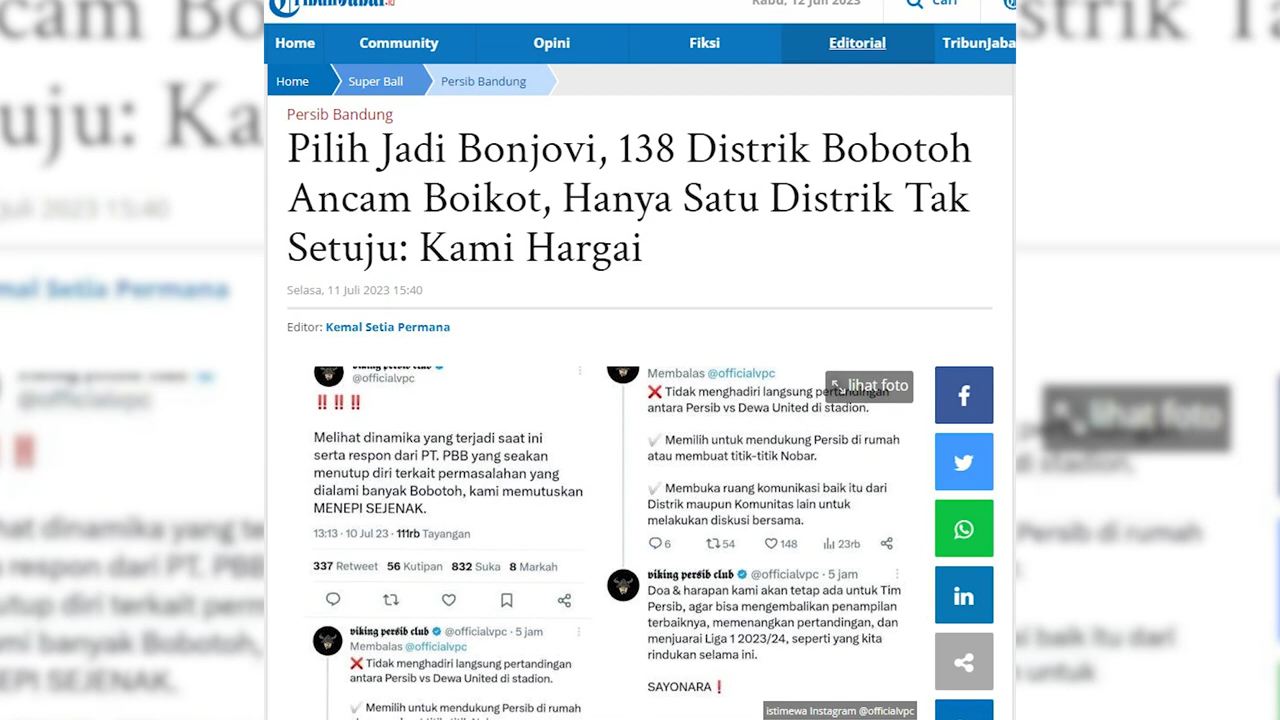 Rabu, 12 Juli 2023
Cari
Home
Community
Opini
Fiksi
Editorial
TribunJaba
Home
Super Ball
Persib Bandung
Persib Bandung
Pilih Jadi Bonjovi, 138 Distrik Bobotoh
Ancam Boikot, Hanya Satu Distrik Tak
Setuju: Kami Hargai
Selasa, 11 Juli 2023 15:40
Editor: Kemal Setia Permana
viking persib club
@officialvpc
‼️‼️‼️
Melihat dinamika yang terjadi saat ini
serta respon dari PT. PBB yang seakan
menutup diri terkait permasalahan yang
dialami banyak Bobotoh, kami memutuskan
MENEPI SEJENAK.
13:13 · 10 Jul 23 · 111rb Tayangan
337 Retweet 56 Kutipan 832 Suka 8 Markah
viking persib club @officialvpc · 5 jam
Membalas @officialvpc
❌ Tidak menghadiri langsung pertandingan
antara Persib vs Dewa United di stadion.
✔️ Memilih untuk mendukung Persib di rumah
Membalas @officialvpc
lihat foto
❌ Tidak menghadiri langsung pertandingan
antara Persib vs Dewa United di stadion.
✔️ Memilih untuk mendukung Persib di rumah
atau membuat titik-titik Nobar.
✔️ Membuka ruang komunikasi baik itu dari
Distrik maupun Komunitas lain untuk
melakukan diskusi bersama.
6 54 148 23rb
viking persib club @officialvpc · 5 jam
Doa & harapan kami akan tetap ada untuk Tim
Persib, agar bisa mengembalikan penampilan
terbaiknya, memenangkan pertandingan, dan
menjuarai Liga 1 2023/24, seperti yang kita
rindukan selama ini.
SAYONARA❗
istimewa Instagram @officialvpc